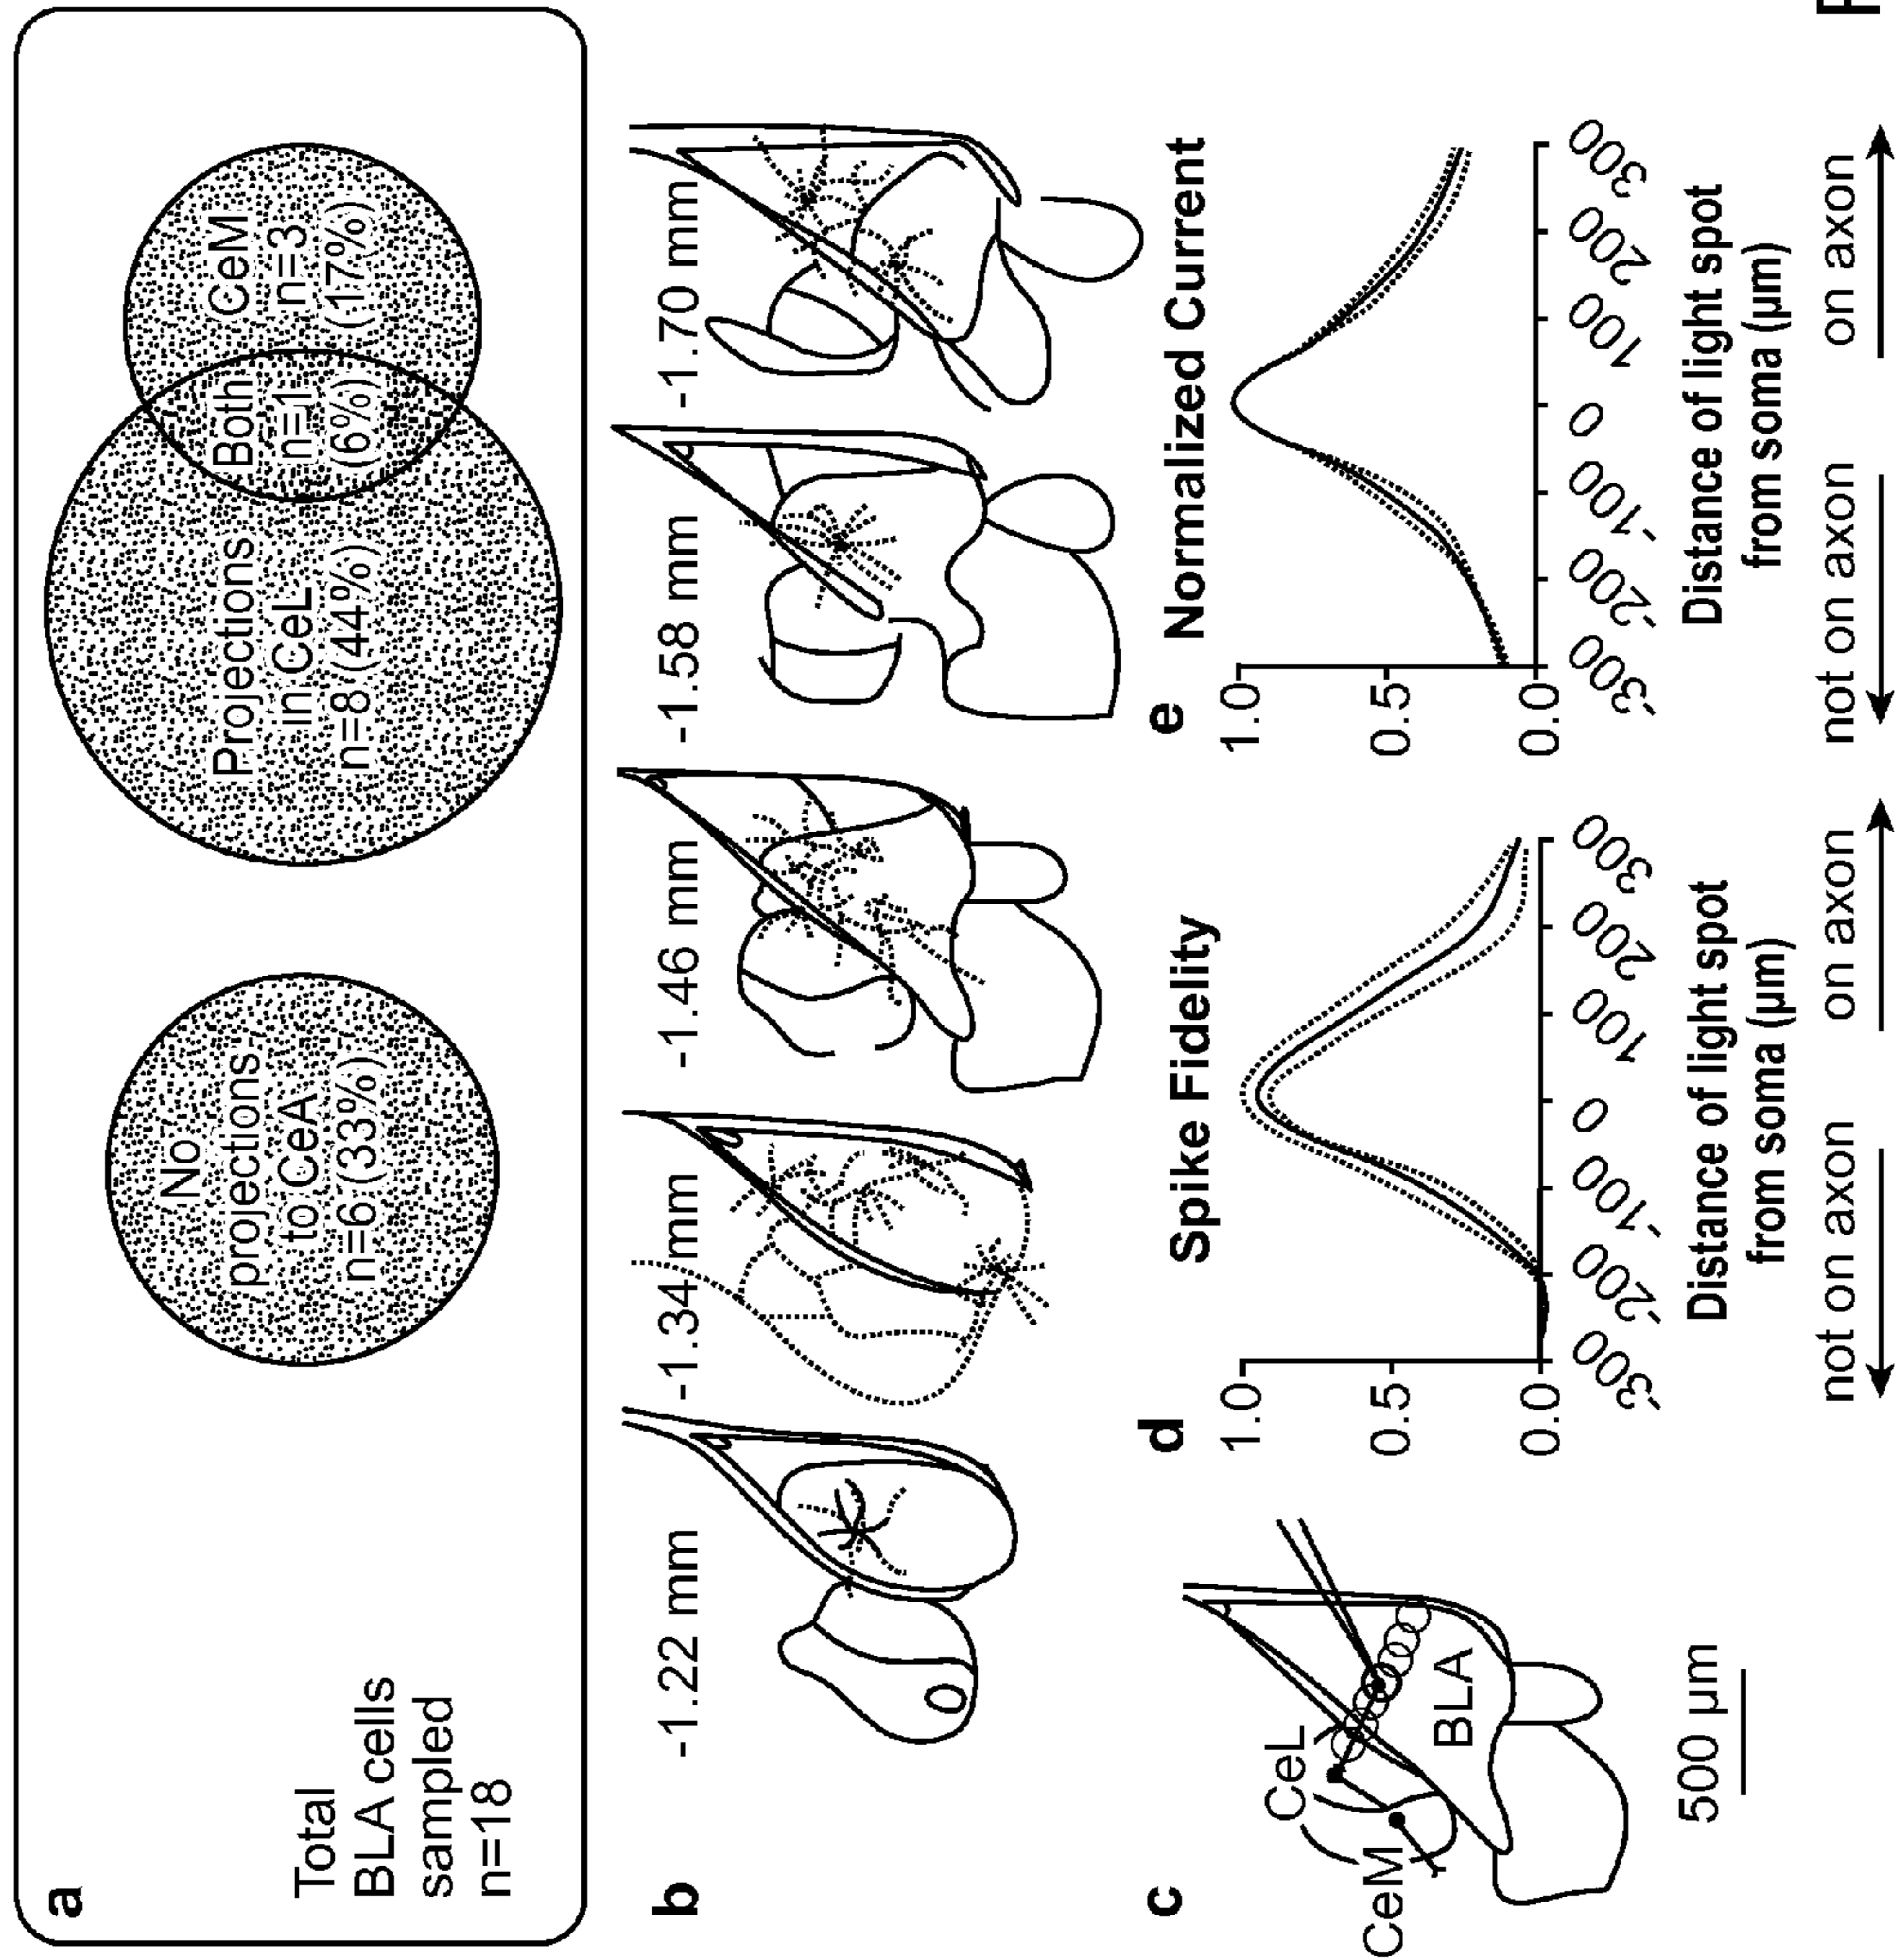 a
Total
BLA cells
sampled
n=18
No
projections
to CeA
n=6 (33%)
Projections
in CeL
n=8 (44%)
Both
n=1
(6%)
CeM
n=3
(17%)
b
-1.22 mm
-1.34 mm
-1.46 mm
-1.58 mm
-1.70 mm
c
CeL
CeM
BLA
500 µm
d
Spike Fidelity
1.0
0.5
0.0
-300 -200 -100 0 100 200 300
Distance of light spot
from soma (µm)
not on axon on axon
e
Normalized Current
1.0
0.5
0.0
-300 -200 -100 0 100 200 300
Distance of light spot
from soma (µm)
not on axon on axon